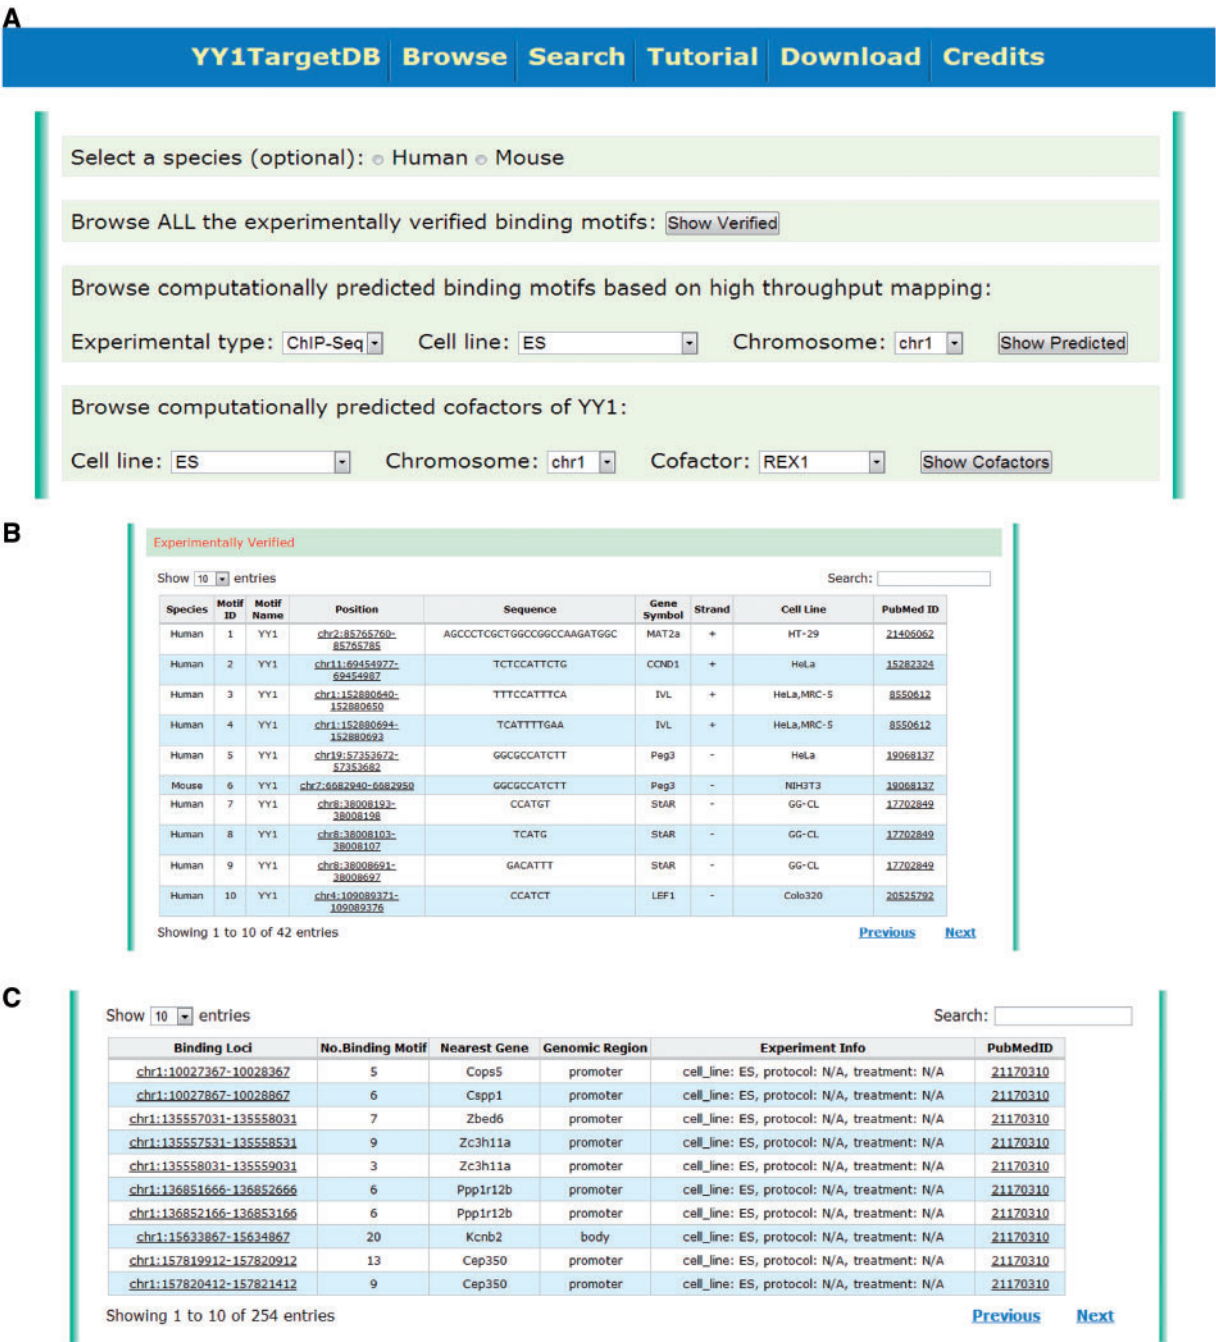 A
YY1TargetDB Browse Search Tutorial Download Credits
Select a species (optional): Human Mouse
Browse ALL the experimentally verified binding motifs: Show Verified
Browse computationally predicted binding motifs based on high throughput mapping:
Experimental type: ChIP-Seq Cell line: ES Chromosome: chr1 Show Predicted
Browse computationally predicted cofactors of YY1:
Cell line: ES Chromosome: chr1 Cofactor: REX1 Show Cofactors
B
Experimentally Verified
Show 10 entries Search:
Species Motif ID Motif Name Position Sequence Gene Symbol Strand Cell Line PubMed ID
Human 1 YY1 chr2:85765760-85765785 AGCCCTCGCTGGCCGGCCAAGATGGC MAT2a + HT-29 21406062
Human 2 YY1 chr11:69454977-69454987 TCTCCATTCTG CCND1 + HeLa 15282324
Human 3 YY1 chr1:152880640-152880650 TTTCCATTTCA IVL + HeLa,MRC-5 8550612
Human 4 YY1 chr1:152880694-152880693 TCATTTTGAA IVL + HeLa,MRC-5 8550612
Human 5 YY1 chr19:57353672-57353682 GGCGCCATCTT Peg3 - HeLa 19068137
Mouse 6 YY1 chr7:6682940-6682950 GGCGCCATCTT Peg3 - NIH3T3 19068137
Human 7 YY1 chr8:38008193-38008198 CCATGT StAR - GG-CL 17702849
Human 8 YY1 chr8:38008103-38008107 TCATG StAR - GG-CL 17702849
Human 9 YY1 chr8:38008691-38008697 GACATTT StAR - GG-CL 17702849
Human 10 YY1 chr4:109089371-109089376 CCATCT LEF1 - Colo320 20525792
Showing 1 to 10 of 42 entries Previous Next
C
Show 10 entries Search:
Binding Loci No.Binding Motif Nearest Gene Genomic Region Experiment Info PubMedID
chr1:10027367-10028367 5 Cops5 promoter cell_line: ES, protocol: N/A, treatment: N/A 21170310
chr1:10027867-10028867 6 Cspp1 promoter cell_line: ES, protocol: N/A, treatment: N/A 21170310
chr1:135557031-135558031 7 Zbed6 promoter cell_line: ES, protocol: N/A, treatment: N/A 21170310
chr1:135557531-135558531 9 Zc3h11a promoter cell_line: ES, protocol: N/A, treatment: N/A 21170310
chr1:135558031-135559031 3 Zc3h11a promoter cell_line: ES, protocol: N/A, treatment: N/A 21170310
chr1:136851666-136852666 6 Ppp1r12b promoter cell_line: ES, protocol: N/A, treatment: N/A 21170310
chr1:136852166-136853166 6 Ppp1r12b promoter cell_line: ES, protocol: N/A, treatment: N/A 21170310
chr1:15633867-15634867 20 Kcnb2 body cell_line: ES, protocol: N/A, treatment: N/A 21170310
chr1:157819912-157820912 13 Cep350 promoter cell_line: ES, protocol: N/A, treatment: N/A 21170310
chr1:157820412-157821412 9 Cep350 promoter cell_line: ES, protocol: N/A, treatment: N/A 21170310
Showing 1 to 10 of 254 entries Previous Next